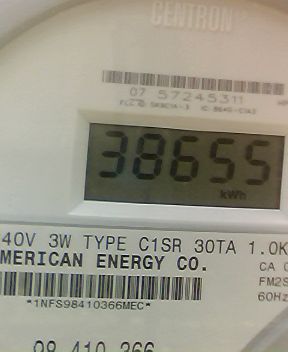 CENTRON
07 57245311
38655
kWh
40V 3W TYPE C1SR 30TA 1.0K
MERICAN ENERGY CO.
CA 0
FM2S
*1NFS98410366MEC*
60Hz
98 410 366